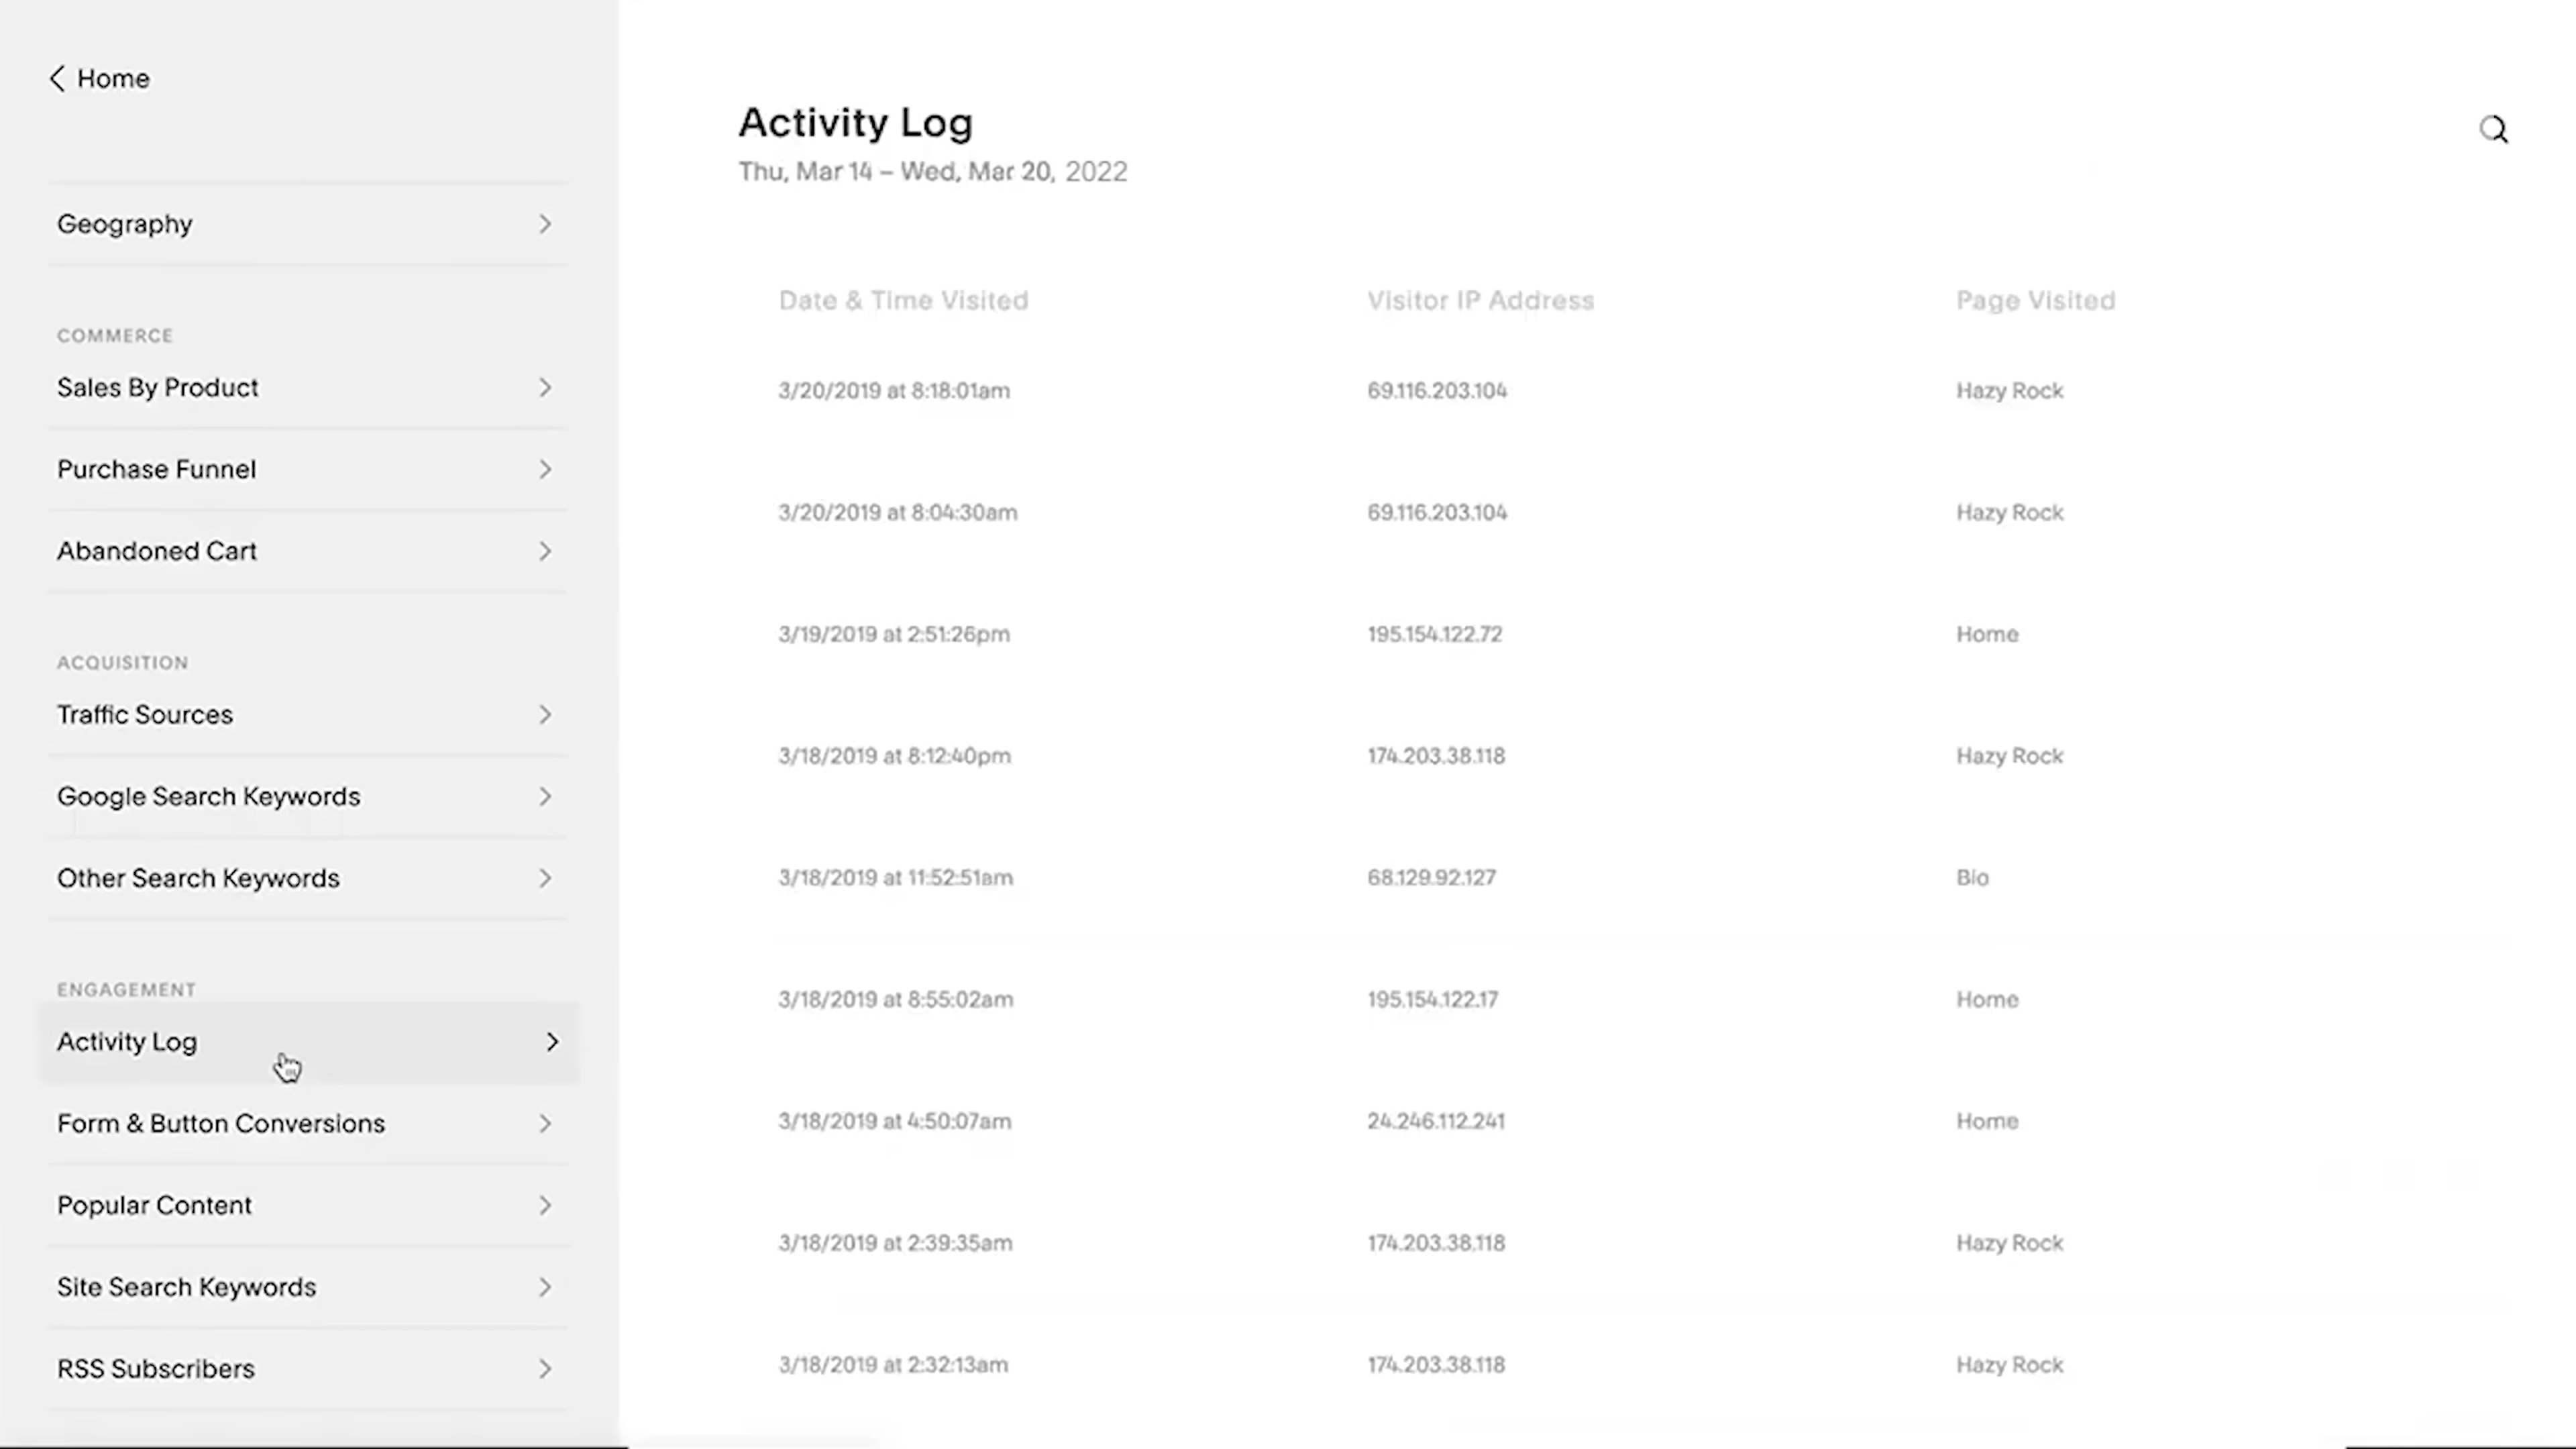 Home
Geography
COMMERCE
Sales By Product
Purchase Funnel
Abandoned Cart
ACQUISITION
Traffic Sources
Google Search Keywords
Other Search Keywords
ENGAGEMENT
Activity Log
Form & Button Conversions
Popular Content
Site Search Keywords
RSS Subscribers
Activity Log
Thu, Mar 14 – Wed, Mar 20, 2022
Date & Time Visited Visitor IP Address Page Visited
3/20/2019 at 8:18:01am 69.116.203.104 Hazy Rock
3/20/2019 at 8:04:30am 69.116.203.104 Hazy Rock
3/19/2019 at 2:51:26pm 195.154.122.72 Home
3/18/2019 at 8:12:40pm 174.203.38.118 Hazy Rock
3/18/2019 at 11:52:51am 68.129.92.127 Bio
3/18/2019 at 8:55:02am 195.154.122.17 Home
3/18/2019 at 4:50:07am 24.246.112.241 Home
3/18/2019 at 2:39:35am 174.203.38.118 Hazy Rock
3/18/2019 at 2:32:13am 174.203.38.118 Hazy Rock